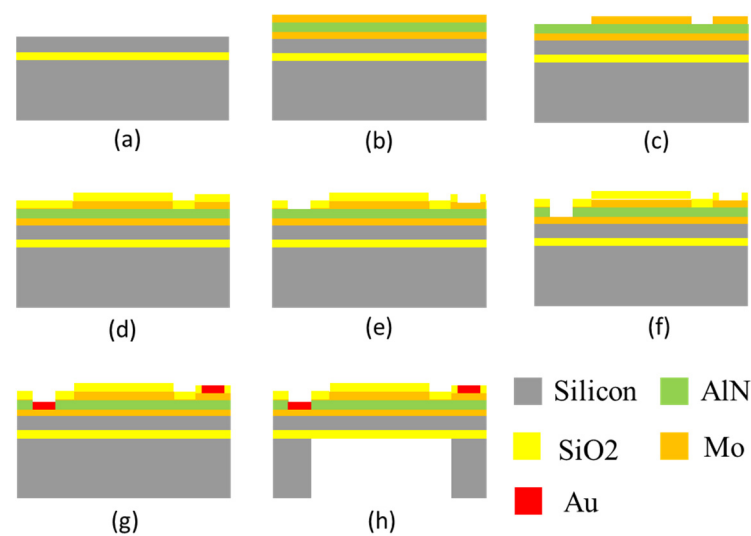 (a)
(b)
(c)
(d)
(e)
(f)
(g)
(h)
Silicon
AlN
SiO2
Mo
Au